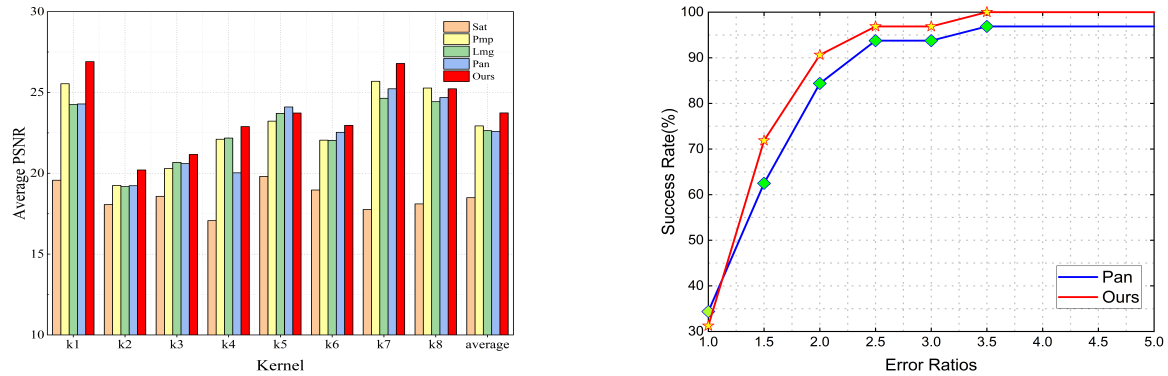 30
25
20
15
10
Average PSNR
Sat
Pmp
Lmg
Pan
Ours
k1 k2 k3 k4 k5 k6 k7 k8 average
Kernel
100
90
80
70
60
50
40
30
Success Rate(%)
Pan
Ours
1.0 1.5 2.0 2.5 3.0 3.5 4.0 4.5 5.0
Error Ratios